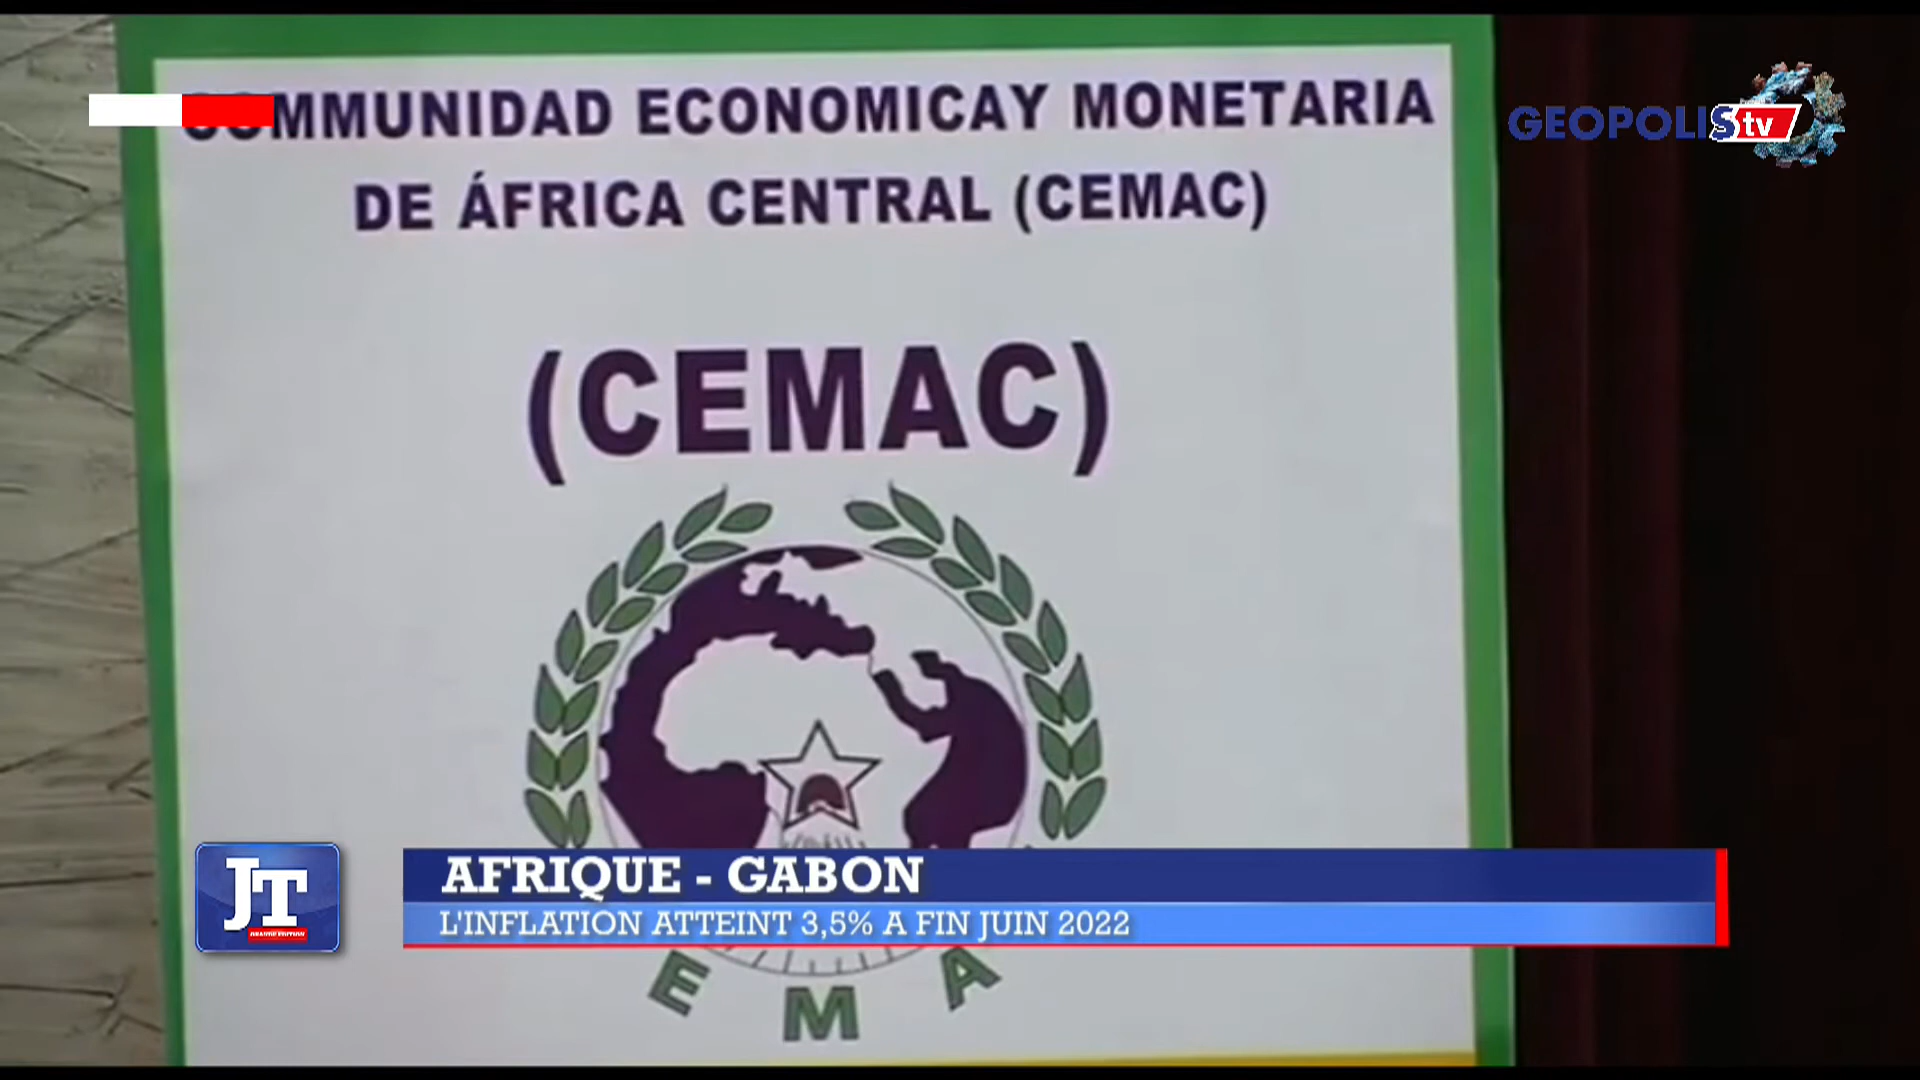 COMMUNIDAD ECONOMICAY MONETARIA
DE ÁFRICA CENTRAL (CEMAC)
GEOPOLIS tv
(CEMAC)
JT
AFRIQUE - GABON
L'INFLATION ATTEINT 3,5% A FIN JUIN 2022
E M A